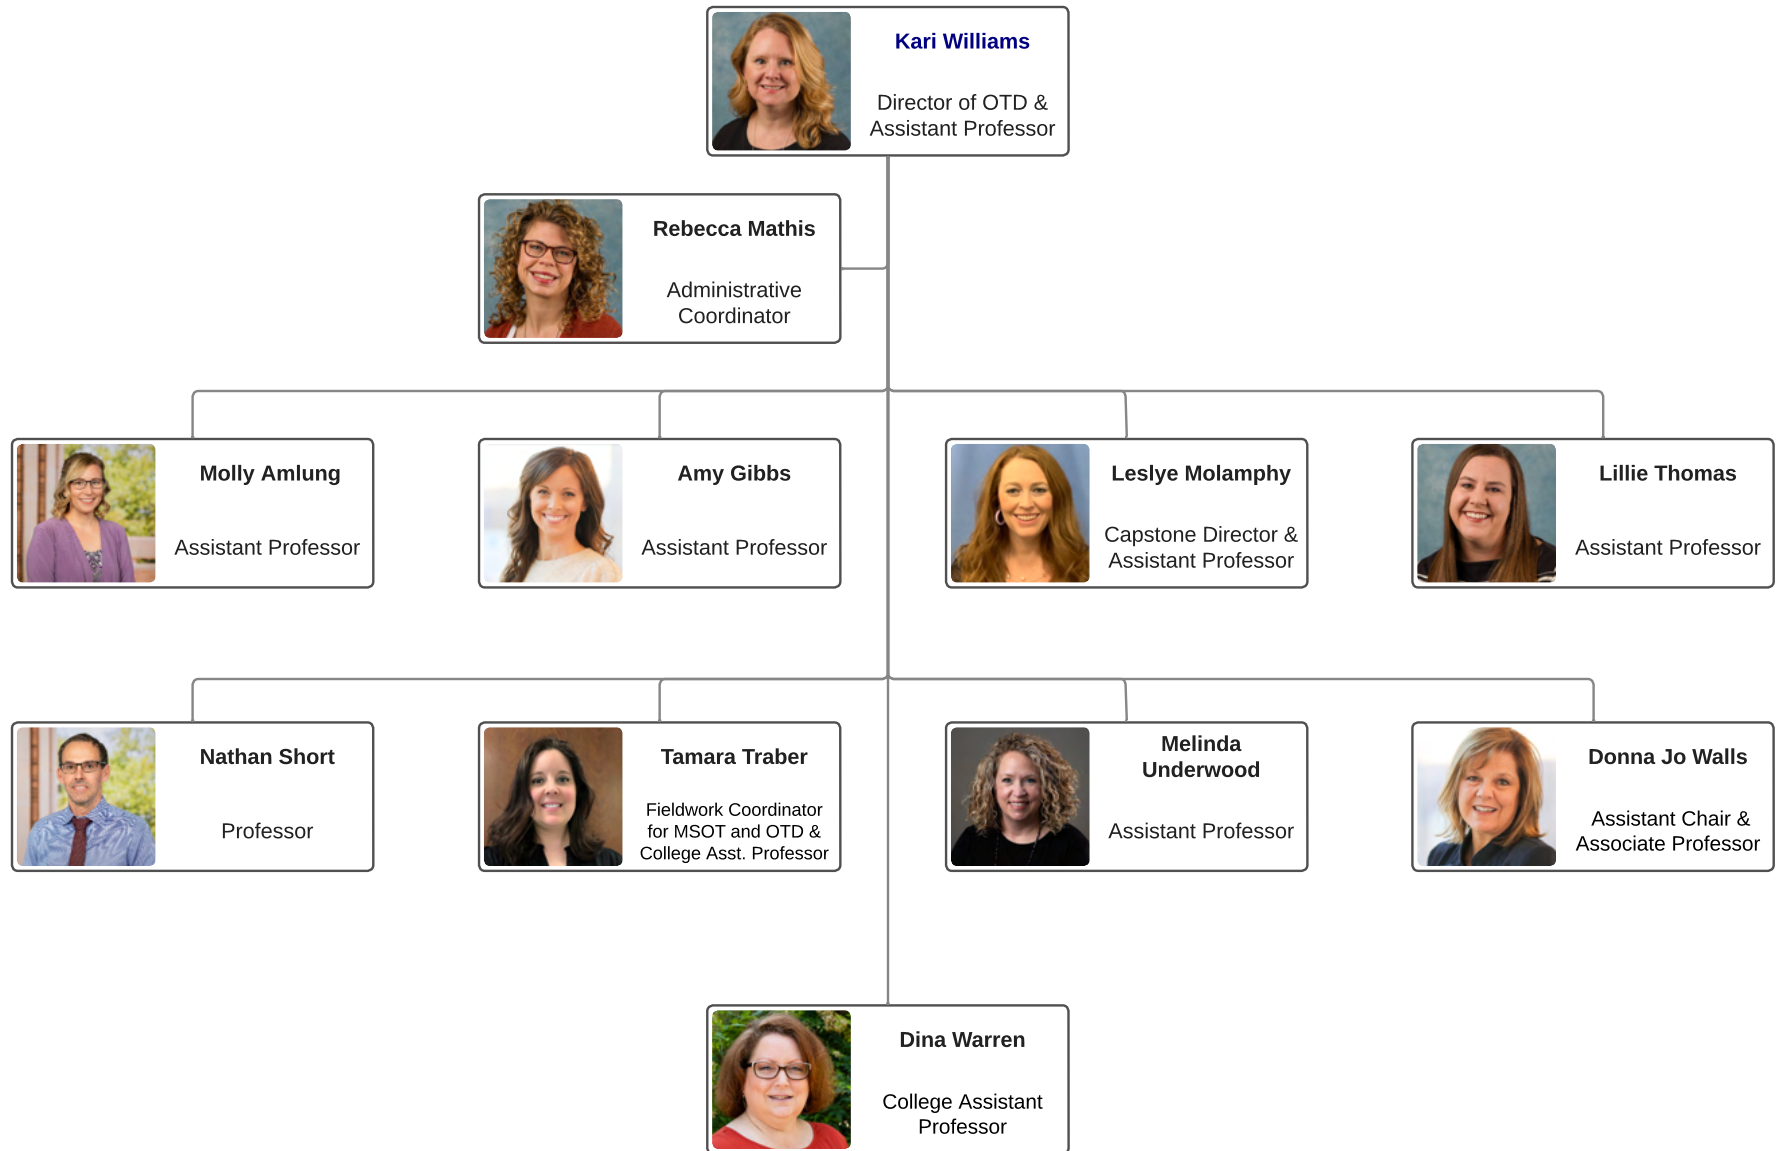 Kari Williams
Director of OTD &
Assistant Professor
Rebecca Mathis
Administrative
Coordinator
Molly Amlung
Assistant Professor
Amy Gibbs
Assistant Professor
Leslye Molamphy
Capstone Director &
Assistant Professor
Lillie Thomas
Assistant Professor
Nathan Short
Professor
Tamara Traber
Fieldwork Coordinator
for MSOT and OTD &
College Asst. Professor
Melinda
Underwood
Assistant Professor
Donna Jo Walls
Assistant Chair &
Associate Professor
Dina Warren
College Assistant
Professor